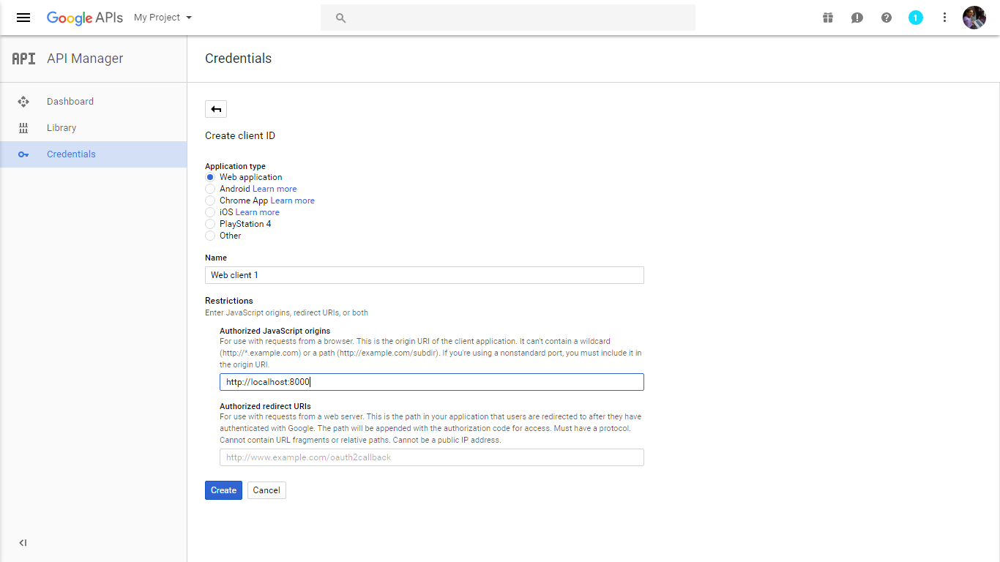 Google APIs My Project
1
API API Manager
Credentials
Dashboard
Library
Credentials
Create client ID
Application type
Web application
Android Learn more
Chrome App Learn more
iOS Learn more
PlayStation 4
Other
Name
Web client 1
Restrictions
Enter JavaScript origins, redirect URIs, or both
Authorized JavaScript origins
For use with requests from a browser. This is the origin URI of the client application. It can't contain a wildcard
(http://*.example.com) or a path (http://example.com/subdir). If you're using a nonstandard port, you must include it in
the origin URI.
http://localhost:8000
Authorized redirect URIs
For use with requests from a web server. This is the path in your application that users are redirected to after they have
authenticated with Google. The path will be appended with the authorization code for access. Must have a protocol.
Cannot contain URL fragments or relative paths. Cannot be a public IP address.
http://www.example.com/oauth2callback
Create Cancel